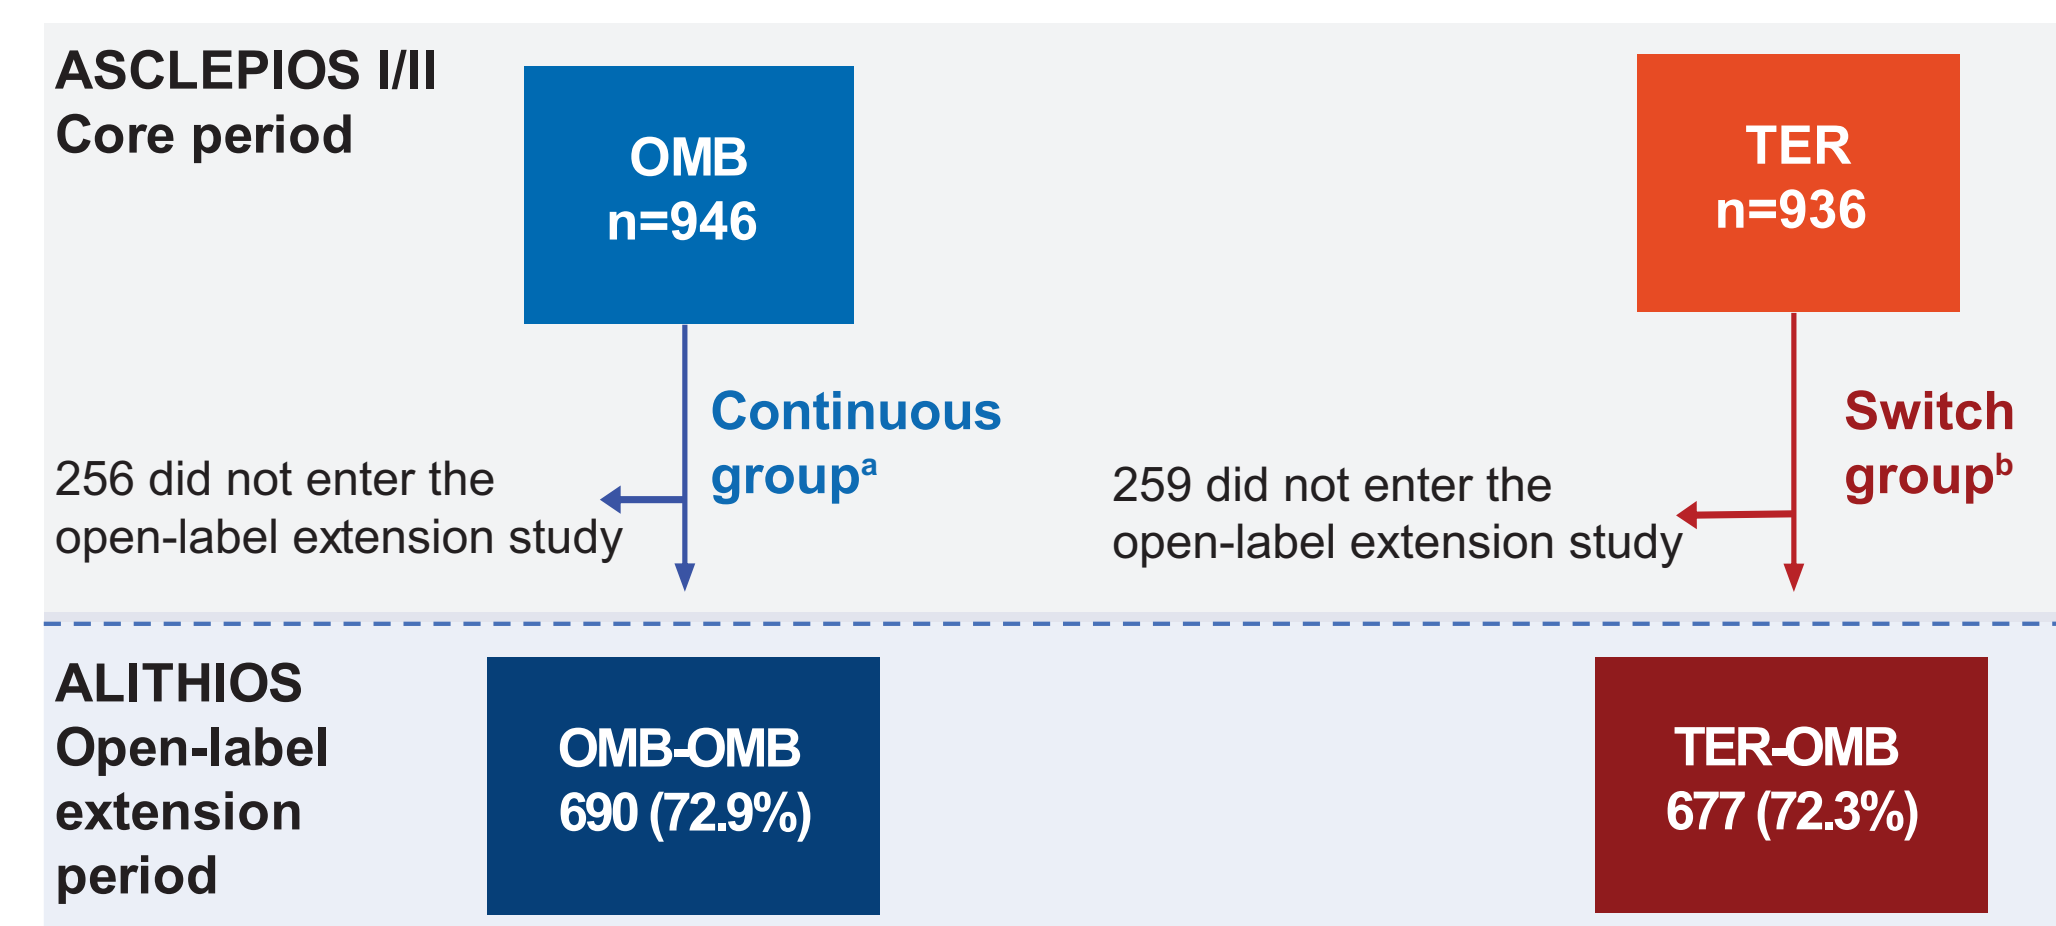 ASCLEPIOS I/II
Core period
OMB
n=946
TER
n=936
Continuous
groupᵃ
Switch
groupᵇ
256 did not enter the
open-label extension study
259 did not enter the
open-label extension study
ALITHIOS
Open-label
extension
period
OMB-OMB
690 (72.9%)
TER-OMB
677 (72.3%)